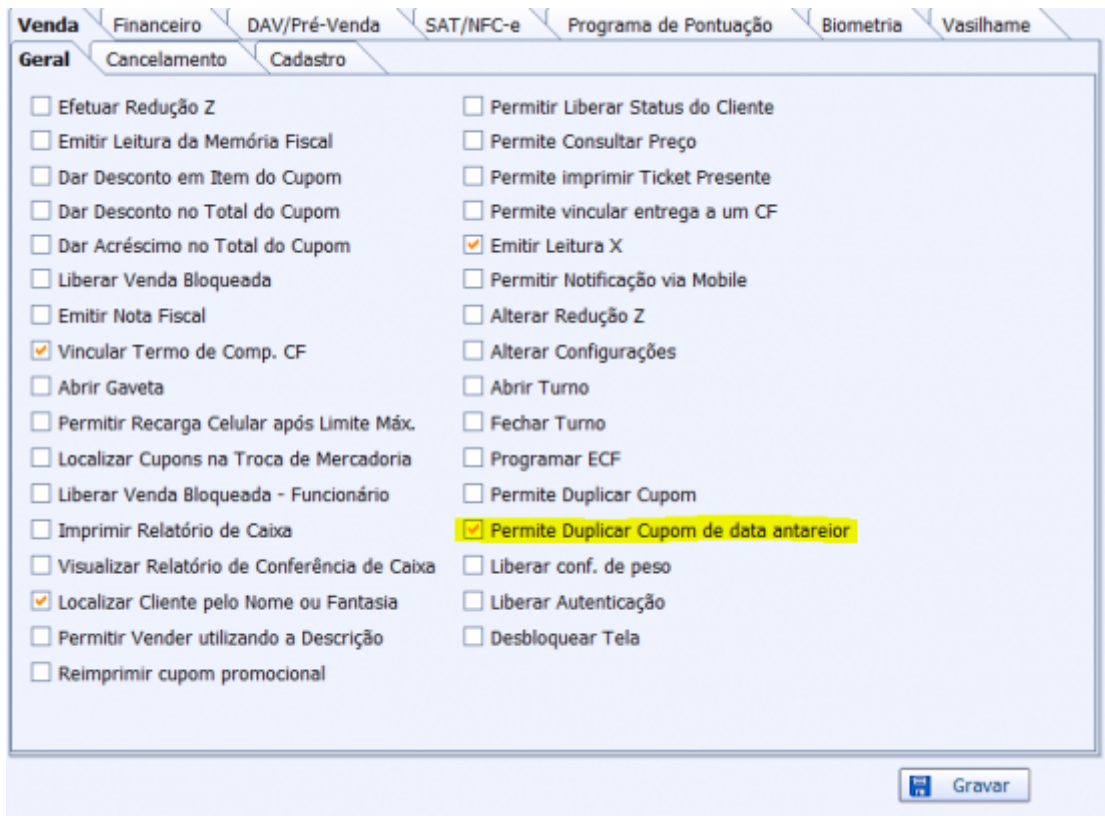 Venda Financeiro DAV/Pré-Venda SAT/NFC-e Programa de Pontuação Biometria Vasilhame
Geral Cancelamento Cadastro
Efetuar Redução Z
Emitir Leitura da Memória Fiscal
Dar Desconto em Item do Cupom
Dar Desconto no Total do Cupom
Dar Acréscimo no Total do Cupom
Liberar Venda Bloqueada
Emitir Nota Fiscal
Vincular Termo de Comp. CF
Abrir Gaveta
Permitir Recarga Celular após Limite Máx.
Localizar Cupons na Troca de Mercadoria
Liberar Venda Bloqueada - Funcionário
Imprimir Relatório de Caixa
Visualizar Relatório de Conferência de Caixa
Localizar Cliente pelo Nome ou Fantasia
Permitir Vender utilizando a Descrição
Reimprimir cupom promocional
Permitir Liberar Status do Cliente
Permite Consultar Preço
Permite imprimir Ticket Presente
Permite vincular entrega a um CF
Emitir Leitura X
Permitir Notificação via Mobile
Alterar Redução Z
Alterar Configurações
Abrir Turno
Fechar Turno
Programar ECF
Permite Duplicar Cupom
Permite Duplicar Cupom de data antareior
Liberar conf. de peso
Liberar Autenticação
Desbloquear Tela
Gravar